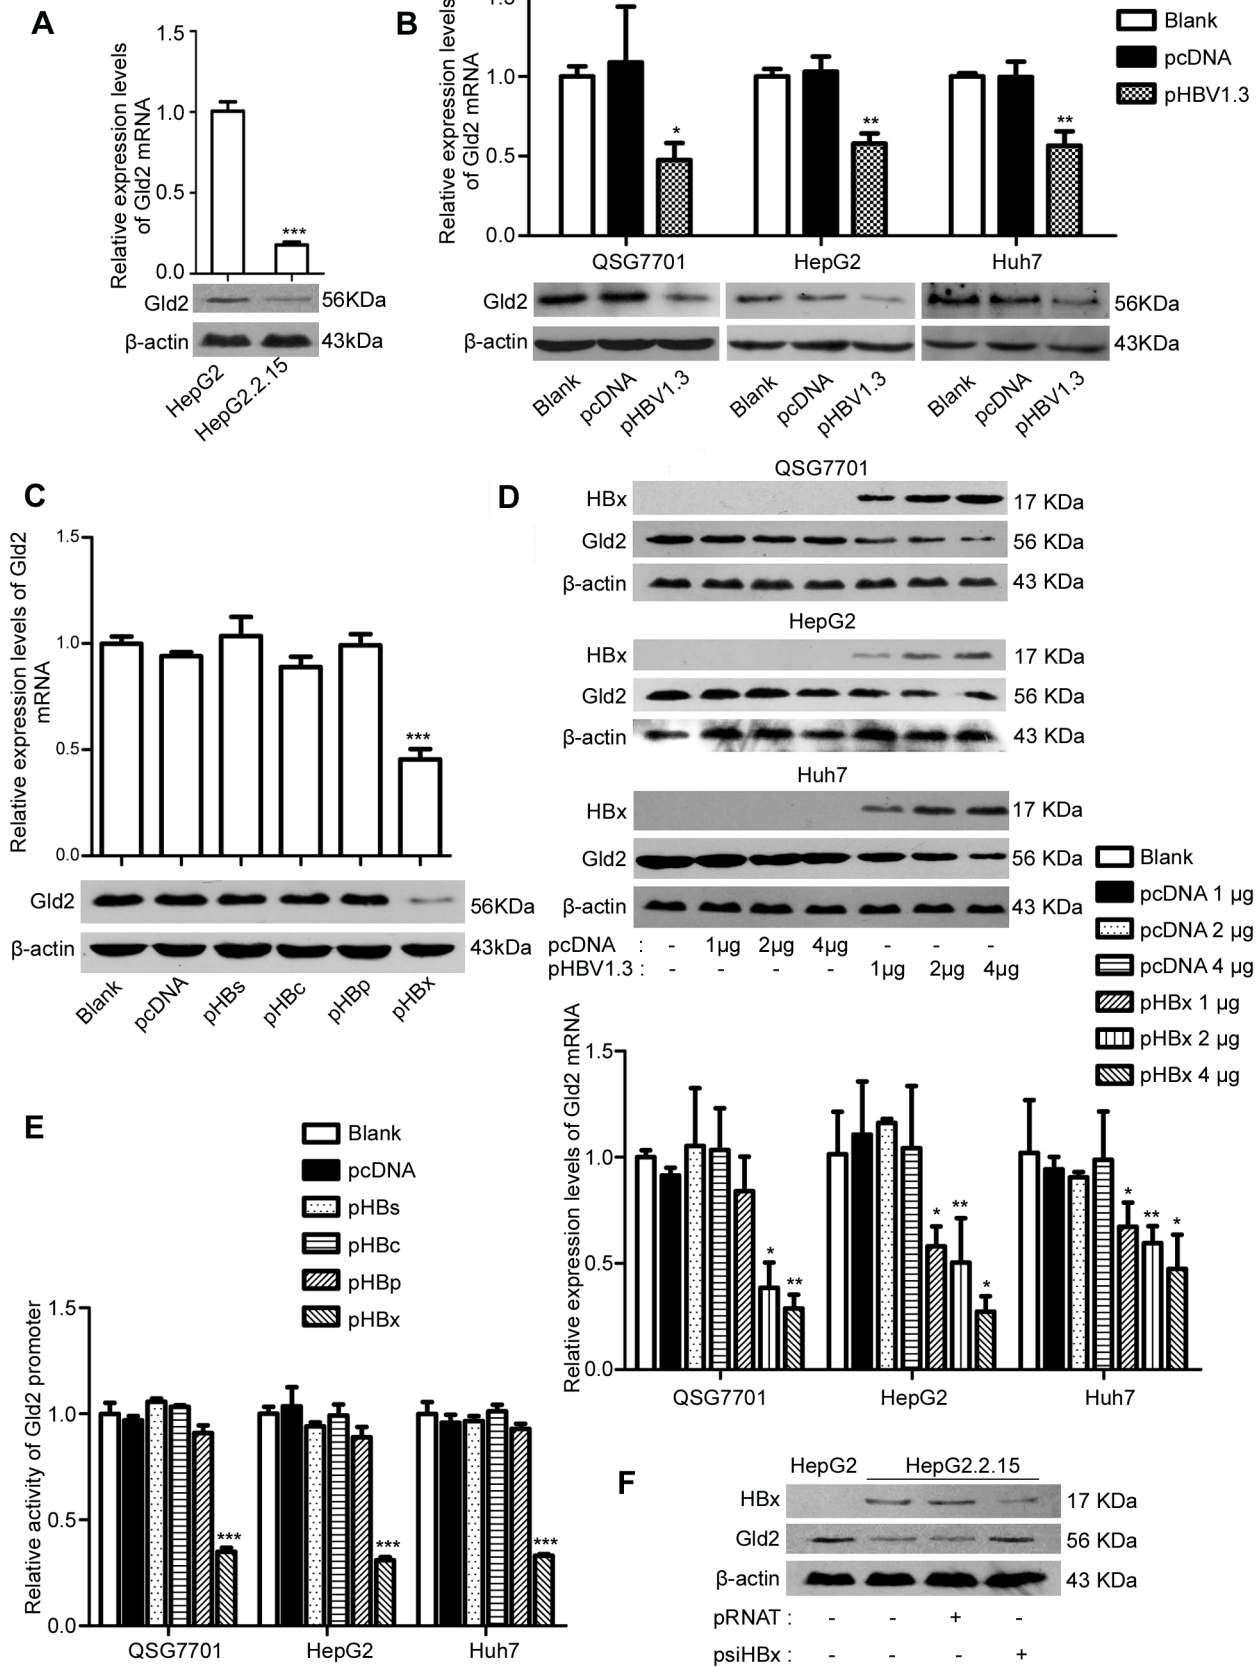 A
Relative expression levels
of Gld2 mRNA
1.5
1.0
0.5
0.0
***
Gld2
56KDa
β-actin
43kDa
HepG2
HepG2.2.15
B
Relative expression levels
of Gld2 mRNA
1.5
1.0
0.5
0.0
*
**
**
QSG7701
HepG2
Huh7
Blank
pcDNA
pHBV1.3
Gld2
56KDa
β-actin
43KDa
Blank
pcDNA
pHBV1.3
Blank
pcDNA
pHBV1.3
Blank
pcDNA
pHBV1.3
C
Relative expression levels of Gld2
mRNA
1.5
1.0
0.5
0.0
***
Gld2
56KDa
β-actin
43kDa
Blank
pcDNA
pHBs
pHBc
pHBp
pHBx
D
QSG7701
HBx 17 KDa
Gld2 56 KDa
β-actin 43 KDa
HepG2
HBx 17 KDa
Gld2 56 KDa
β-actin 43 KDa
Huh7
HBx 17 KDa
Gld2 56 KDa
β-actin 43 KDa
pcDNA : - 1µg 2µg 4µg - - -
pHBV1.3 : - - - - 1µg 2µg 4µg
Blank
pcDNA 1 µg
pcDNA 2 µg
pcDNA 4 µg
pHBx 1 µg
pHBx 2 µg
pHBx 4 µg
Relative expression levels of Gld2 mRNA
1.5
1.0
0.5
0.0
*
**
*
**
*
*
**
*
QSG7701
HepG2
Huh7
E
Blank
pcDNA
pHBs
pHBc
pHBp
pHBx
Relative activity of Gld2 promoter
1.5
1.0
0.5
0.0
***
***
***
QSG7701
HepG2
Huh7
F
HepG2 HepG2.2.15
HBx 17 KDa
Gld2 56 KDa
β-actin 43 KDa
pRNAT : - - + -
psiHBx : - - - +